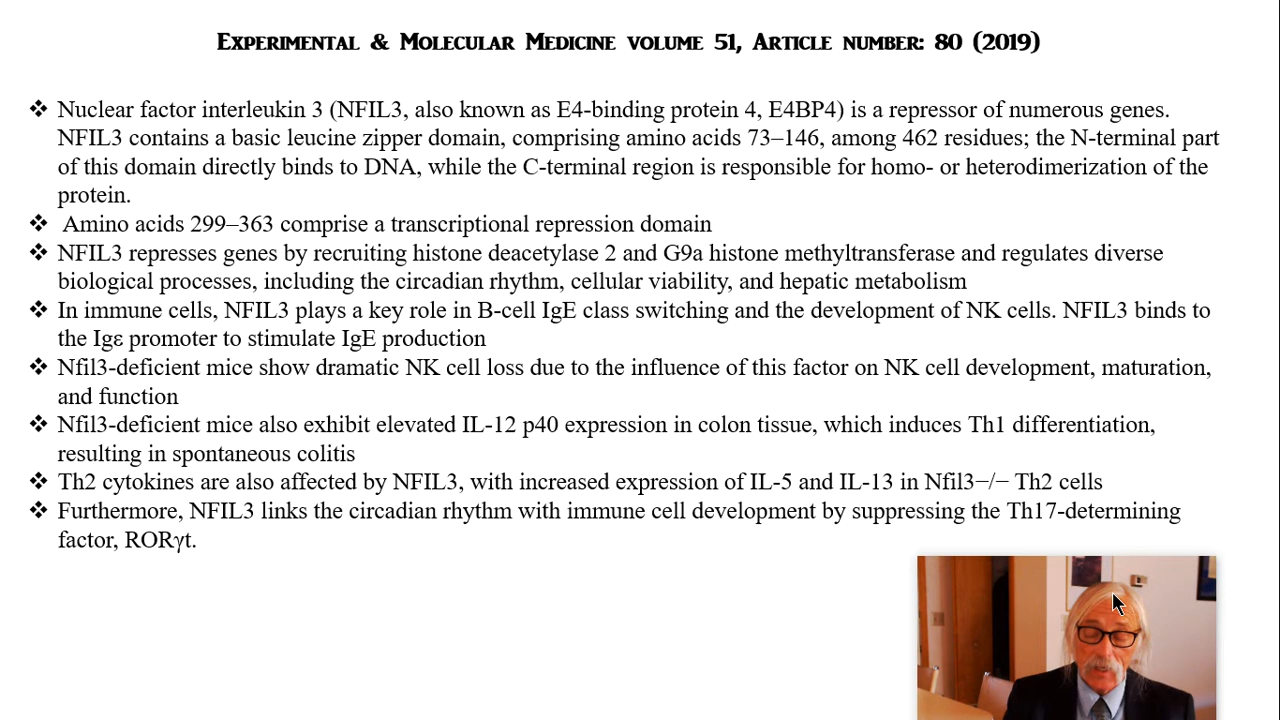 Experimental & Molecular Medicine volume 51, Article number: 80 (2019)
❖ Nuclear factor interleukin 3 (NFIL3, also known as E4-binding protein 4, E4BP4) is a repressor of numerous genes.
NFIL3 contains a basic leucine zipper domain, comprising amino acids 73–146, among 462 residues; the N-terminal part
of this domain directly binds to DNA, while the C-terminal region is responsible for homo- or heterodimerization of the
protein.
❖ Amino acids 299–363 comprise a transcriptional repression domain
❖ NFIL3 represses genes by recruiting histone deacetylase 2 and G9a histone methyltransferase and regulates diverse
biological processes, including the circadian rhythm, cellular viability, and hepatic metabolism
❖ In immune cells, NFIL3 plays a key role in B-cell IgE class switching and the development of NK cells. NFIL3 binds to
the Igε promoter to stimulate IgE production
❖ Nfil3-deficient mice show dramatic NK cell loss due to the influence of this factor on NK cell development, maturation,
and function
❖ Nfil3-deficient mice also exhibit elevated IL-12 p40 expression in colon tissue, which induces Th1 differentiation,
resulting in spontaneous colitis
❖ Th2 cytokines are also affected by NFIL3, with increased expression of IL-5 and IL-13 in Nfil3−/− Th2 cells
❖ Furthermore, NFIL3 links the circadian rhythm with immune cell development by suppressing the Th17-determining
factor, RORγt.